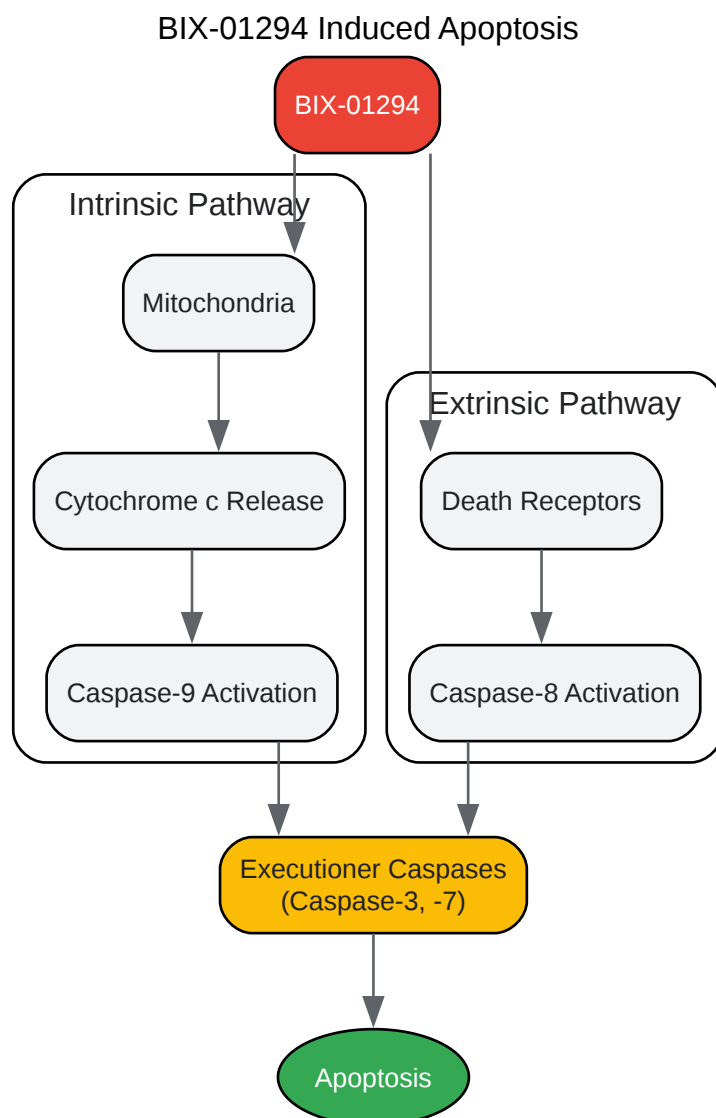 BIX-01294 Induced Apoptosis
BIX-01294
Intrinsic Pathway
Mitochondria
Cytochrome c Release
Caspase-9 Activation
Extrinsic Pathway
Death Receptors
Caspase-8 Activation
Executioner Caspases
(Caspase-3, -7)
Apoptosis